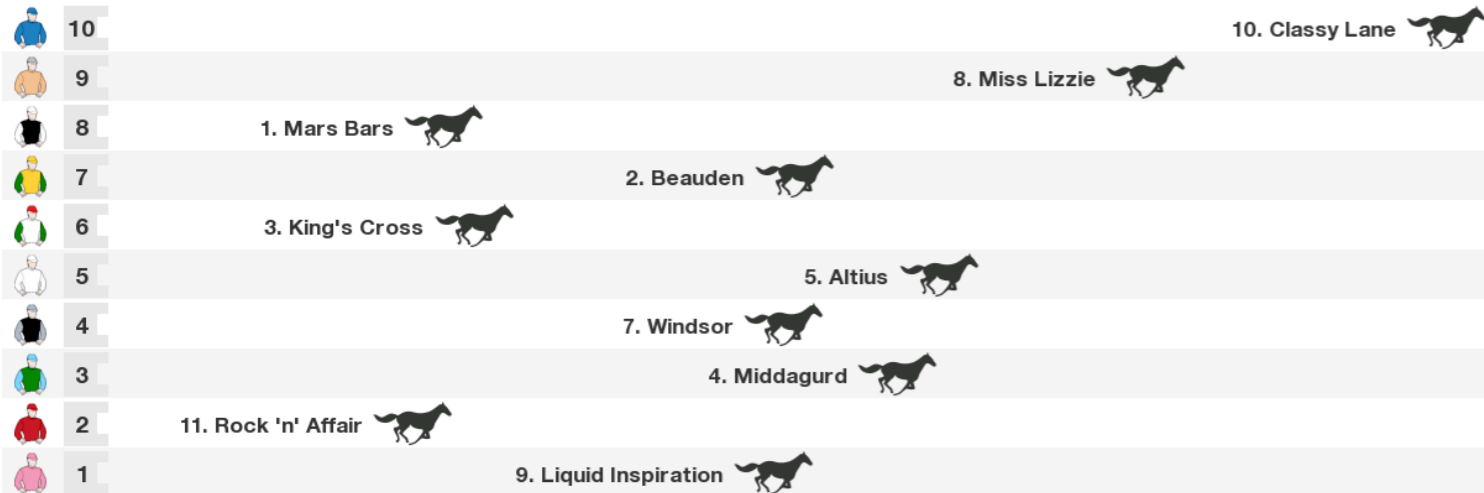 10 10. Classy Lane
9 8. Miss Lizzie
8 1. Mars Bars
7 2. Beauden
6 3. King's Cross
5 5. Altius
4 7. Windsor
3 4. Middagurd
2 11. Rock 'n' Affair
1 9. Liquid Inspiration